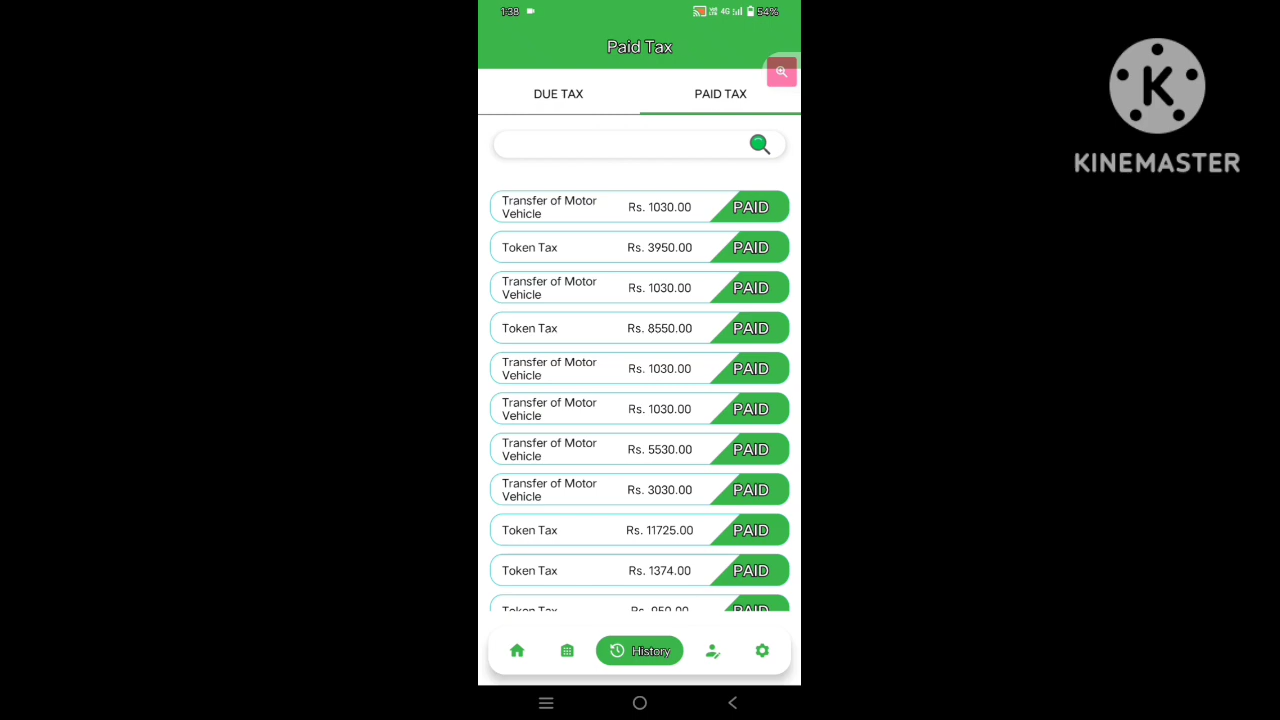 1:38
4G
54%
Paid Tax
DUE TAX
PAID TAX
Transfer of Motor
Vehicle
Rs. 1030.00
PAID
Token Tax
Rs. 3950.00
PAID
Transfer of Motor
Vehicle
Rs. 1030.00
PAID
Token Tax
Rs. 8550.00
PAID
Transfer of Motor
Vehicle
Rs. 1030.00
PAID
Transfer of Motor
Vehicle
Rs. 1030.00
PAID
Transfer of Motor
Vehicle
Rs. 5530.00
PAID
Transfer of Motor
Vehicle
Rs. 3030.00
PAID
Token Tax
Rs. 11725.00
PAID
Token Tax
Rs. 1374.00
PAID
Token Tax
PAID
History
K
KINEMASTER